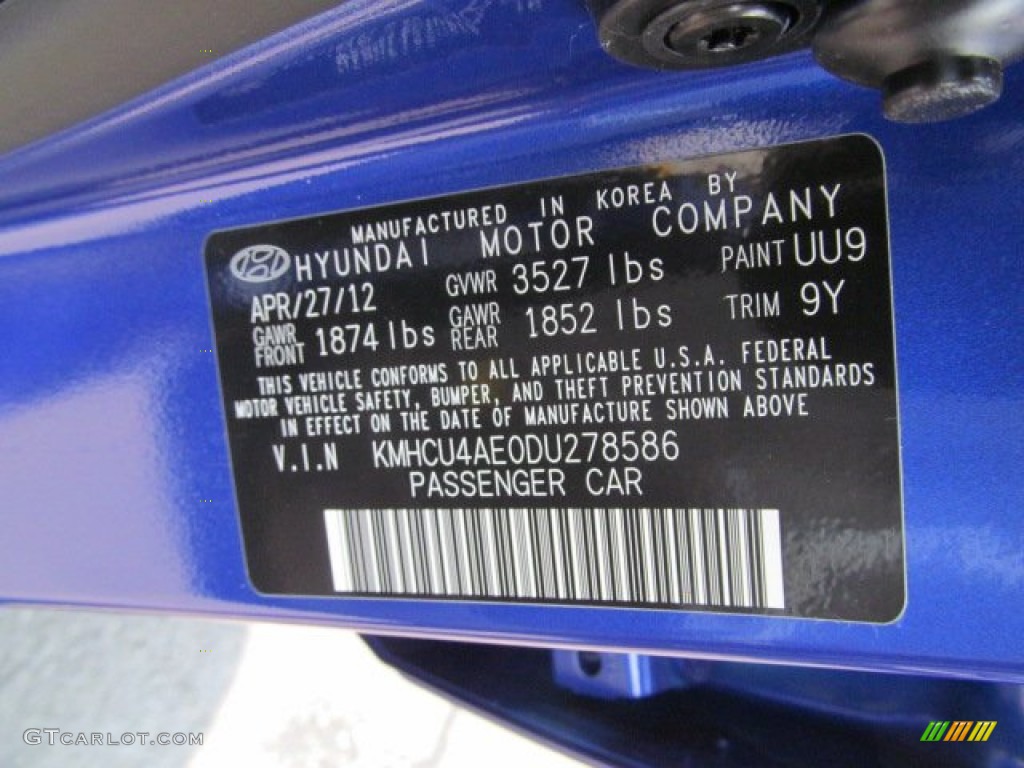 MANUFACTURED IN KOREA BY
HYUNDAI MOTOR COMPANY
APR/27/12 GVWR 3527 lbs PAINT UU9
GAWR FRONT 1874 lbs GAWR REAR 1852 lbs TRIM 9Y
THIS VEHICLE CONFORMS TO ALL APPLICABLE U.S.A. FEDERAL
MOTOR VEHICLE SAFETY, BUMPER, AND THEFT PREVENTION STANDARDS
IN EFFECT ON THE DATE OF MANUFACTURE SHOWN ABOVE
V.I.N KMHCU4AE0DU278586
PASSENGER CAR
GTCARLOT.COM